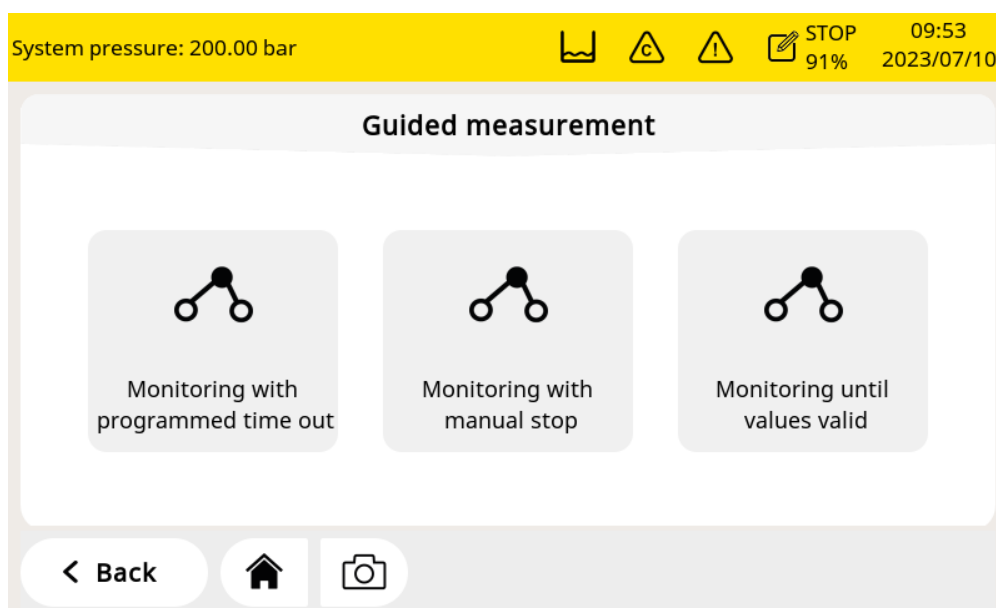 System pressure: 200.00 bar
C
!
STOP
91%
09:53
2023/07/10
Guided measurement
Monitoring with
programmed time out
Monitoring with
manual stop
Monitoring until
values valid
Back